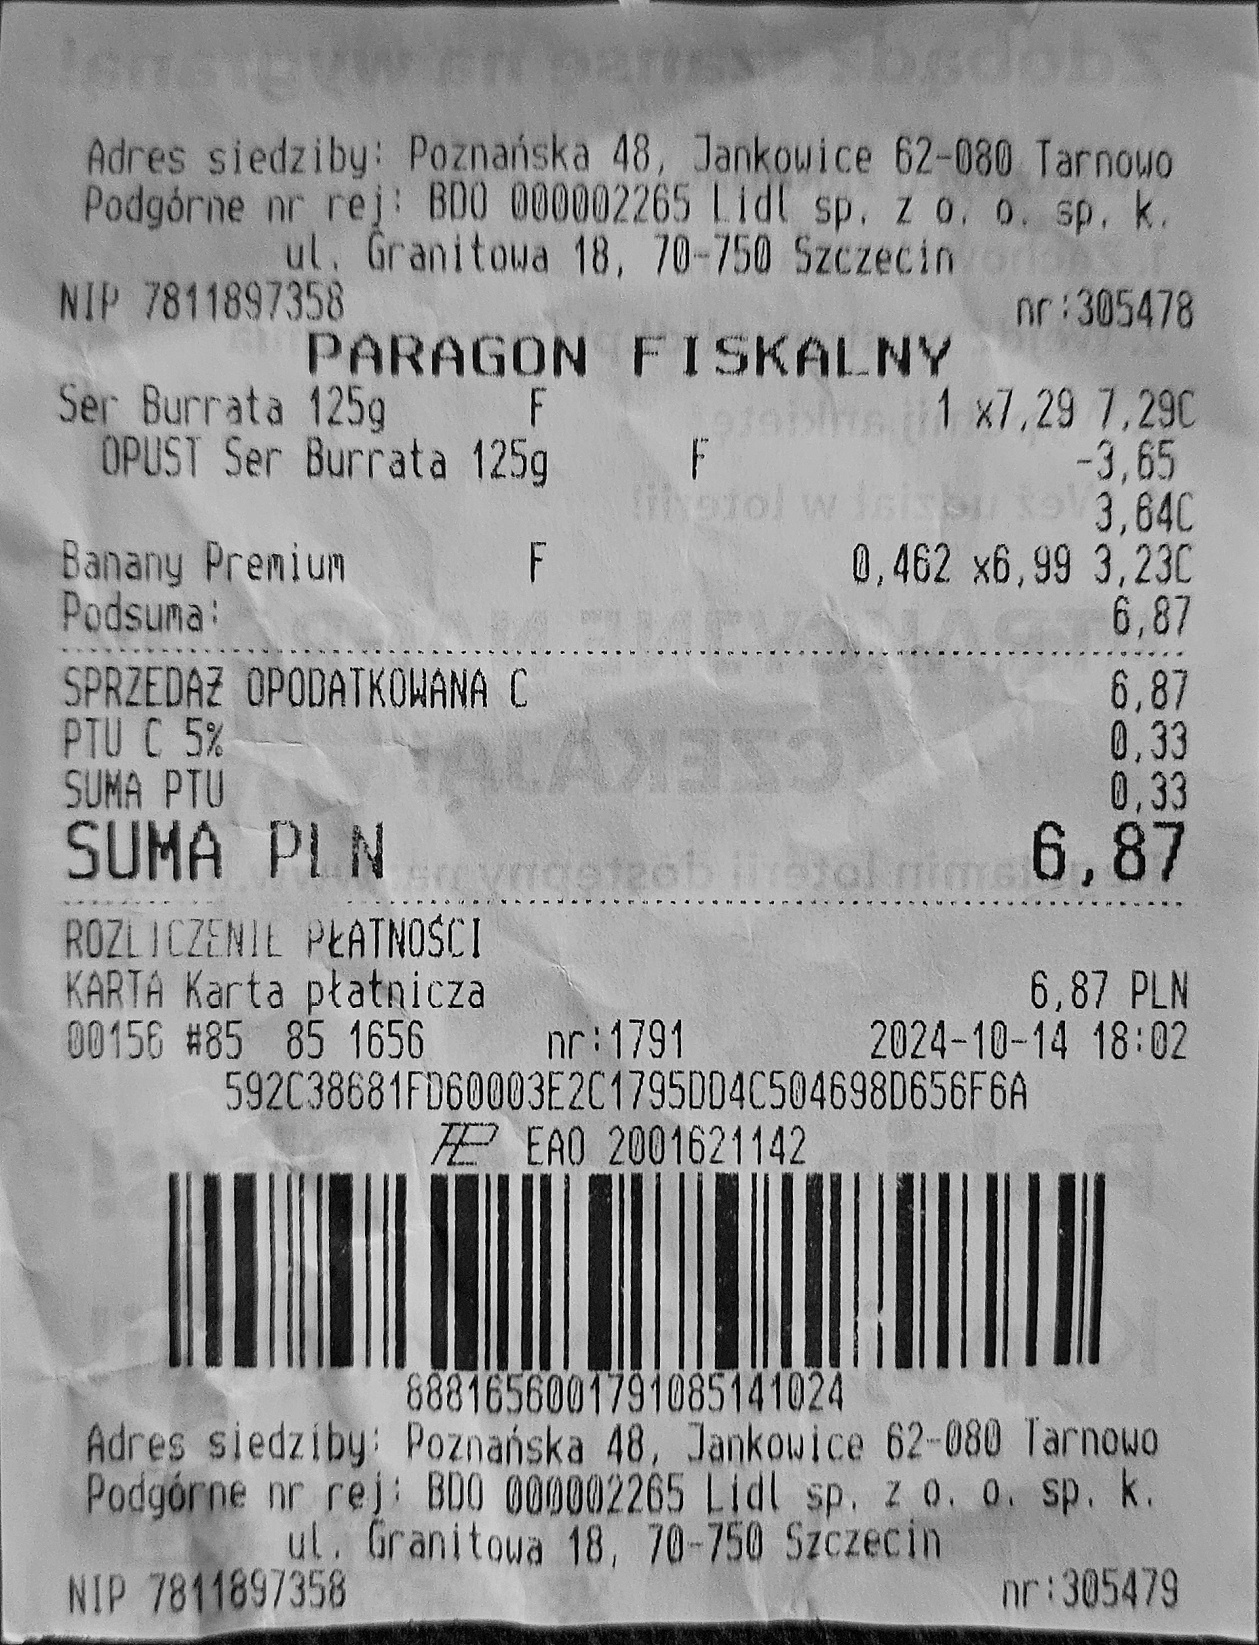 Adres siedziby: Poznańska 48, Jankowice 62-080 Tarnowo
Podgórne nr rej: BDO 000002265 Lidl sp. z o. o. sp. k.
ul. Granitowa 18, 70-750 Szczecin
NIP 7811897358 nr:305478
PARAGON FISKALNY
Ser Burrata 125g F 1 x7,29 7,29C
OPUST Ser Burrata 125g F -3,65
3,64C
Banany Premium F 0,462 x6,99 3,23C
Podsuma: 6,87
SPRZEDAŻ OPODATKOWANA C 6,87
PTU C 5% 0,33
SUMA PTU 0,33
SUMA PLN 6,87
ROZLICZENIE PŁATNOŚCI
KARTA Karta płatnicza 6,87 PLN
00156 #85 85 1656 nr:1791 2024-10-14 18:02
592C38681FD60003E2C1795DD4C504698D656F6A
EAO 2001621142
8881656001791085141024
Adres siedziby: Poznańska 48, Jankowice 62-080 Tarnowo
Podgórne nr rej: BDO 000002265 Lidl sp. z o. o. sp. k.
ul. Granitowa 18, 70-750 Szczecin
NIP 7811897358 nr:305479